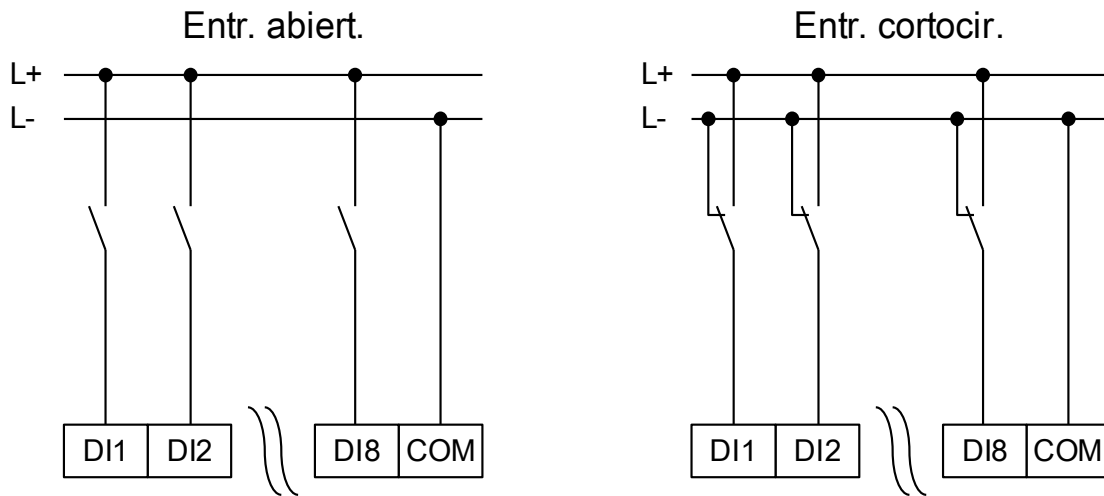 Entr. abiert.
L+
L-
DI1 DI2 DI8 COM
Entr. cortocir.
L+
L-
DI1 DI2 DI8 COM